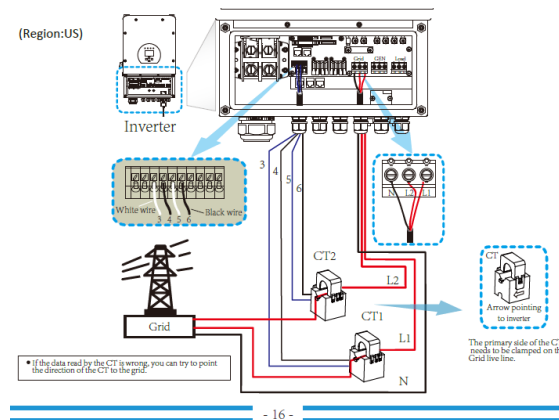 (Region:US)
Grid GEN Load
Inverter
3
4
5
6
White wire
3 4 5 6
Black wire
N L2 L1
CT2
L2
CT
Arrow pointing
to inverter
CT1
Grid
L1
The primary side of the CT
needs to be clamped on the
Grid live line.
N
• If the data read by the CT is wrong, you can try to point
the direction of the CT to the grid.
- 16 -